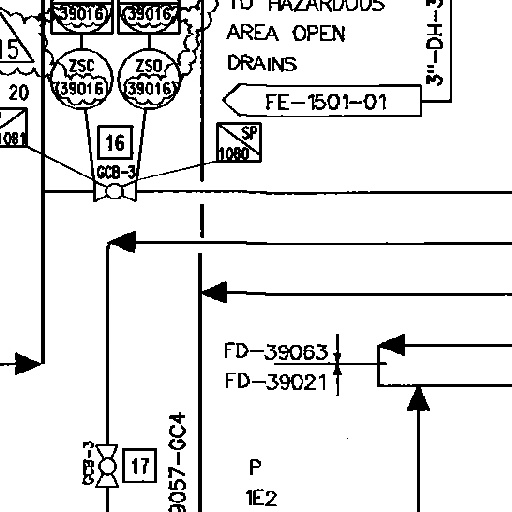 (39016)
(39016)
TO HAZARDOUS
AREA OPEN
DRAINS
3"-DH-3
15
ZSC
(39016)
ZSO
(39016)
20
FE-1501-01
1081
16
SP
1080
GCB-3
FD-39063
FD-39021
GCB-3
17
9057-GC4
P
1E2